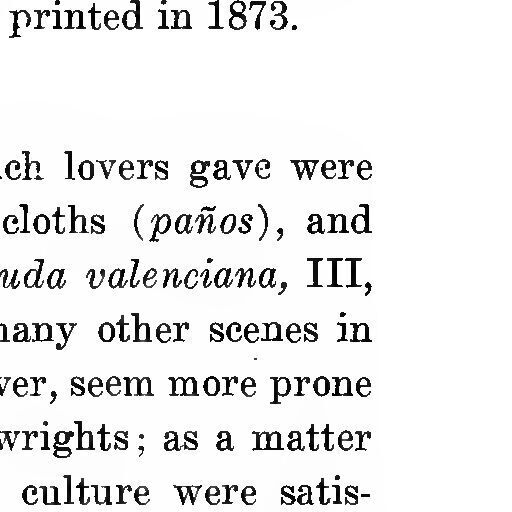 printed in 1873.
ch lovers gave were
cloths (paños), and
uda valenciana, III,
many other scenes in
ver, seem more prone
wrights; as a matter
culture were satis-